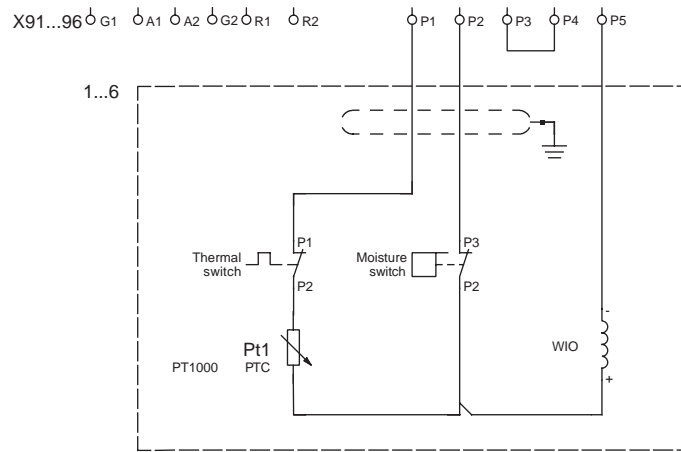 X91...96 G1 A1 A2 G2 R1 R2 P1 P2 P3 P4 P5
1...6
P1 P3
Thermal
switch
Moisture
switch
P2 P2
-
Pt1 WIO
PT1000 PTC
+